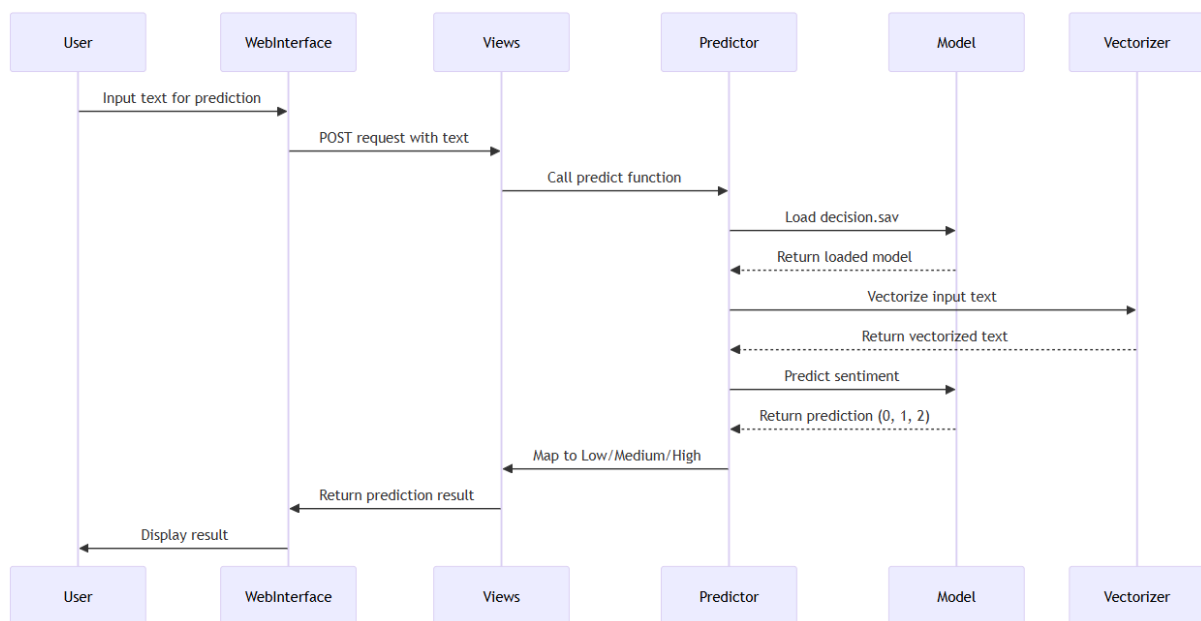 User
WebInterface
Views
Predictor
Model
Vectorizer
Input text for prediction
POST request with text
Call predict function
Load decision.sav
Return loaded model
Vectorize input text
Return vectorized text
Predict sentiment
Return prediction (0, 1, 2)
Map to Low/Medium/High
Return prediction result
Display result
User
WebInterface
Views
Predictor
Model
Vectorizer